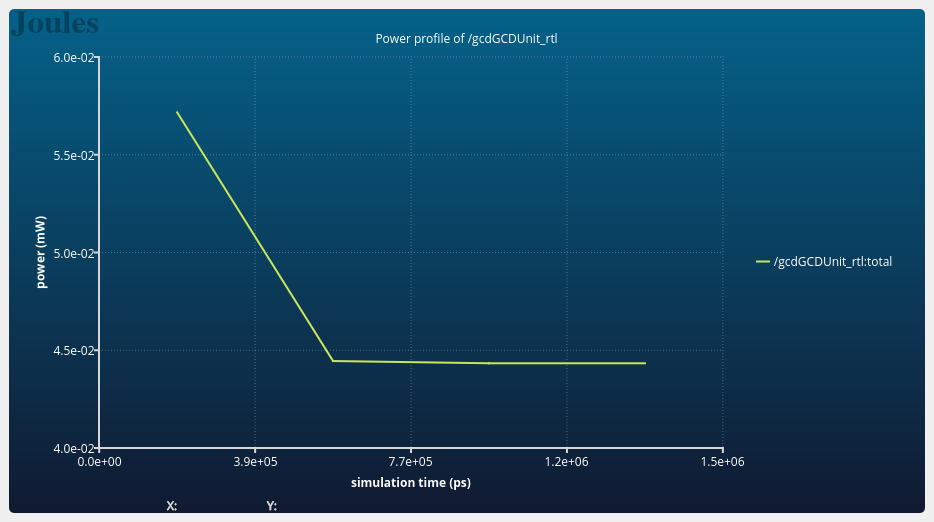 Joules
Power profile of /gcdGCDUnit_rtl
6.0e-02
5.5e-02
5.0e-02
4.5e-02
4.0e-02
power (mW)
0.0e+00 3.9e+05 7.7e+05 1.2e+06 1.5e+06
simulation time (ps)
/gcdGCDUnit_rtl:total
X: Y: